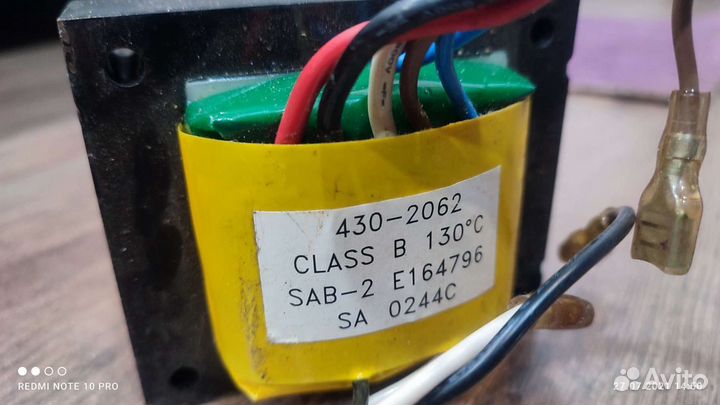 430-2062
CLASS B 130°C
SAB-2 E164796
SA 0244C
REDMI NOTE 10 PRO
Avito